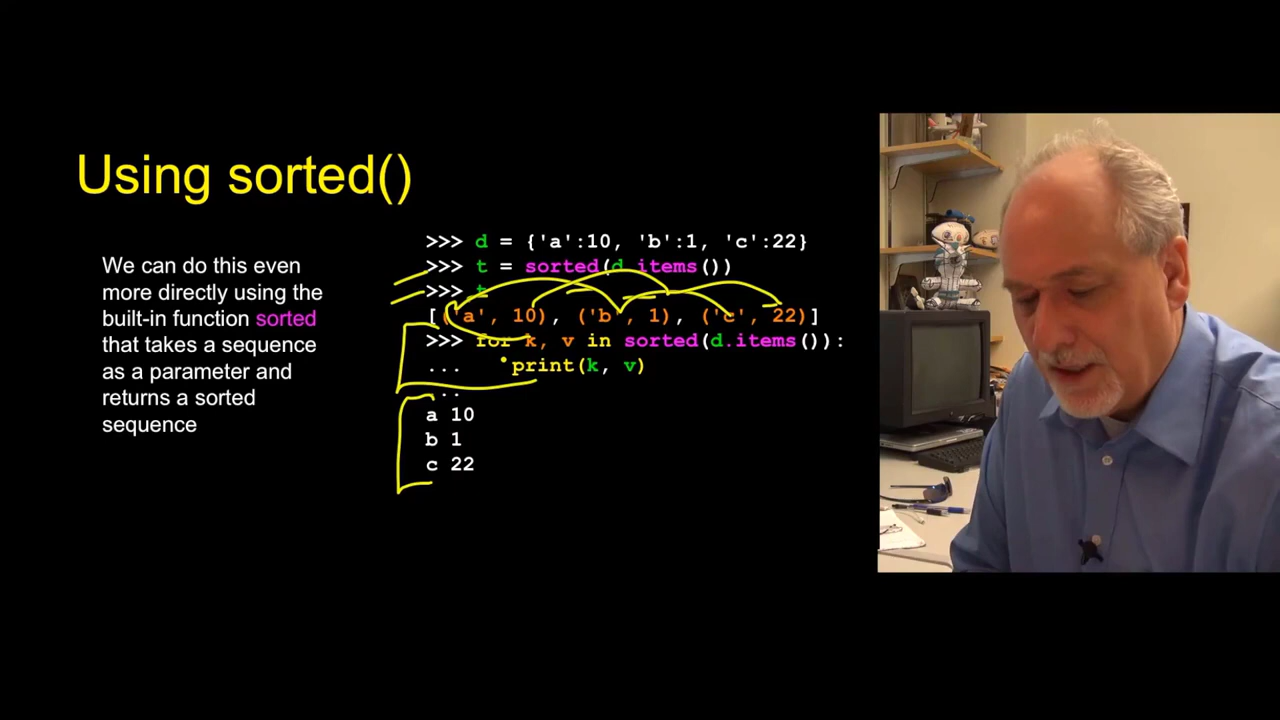 Using sorted()
We can do this even
more directly using the
built-in function sorted
that takes a sequence
as a parameter and
returns a sorted
sequence
>>> d = {'a':10, 'b':1, 'c':22}
>>> t = sorted(d.items())
>>> t
[('a', 10), ('b', 1), ('c', 22)]
>>> for k, v in sorted(d.items()):
... print(k, v)
...
a 10
b 1
c 22